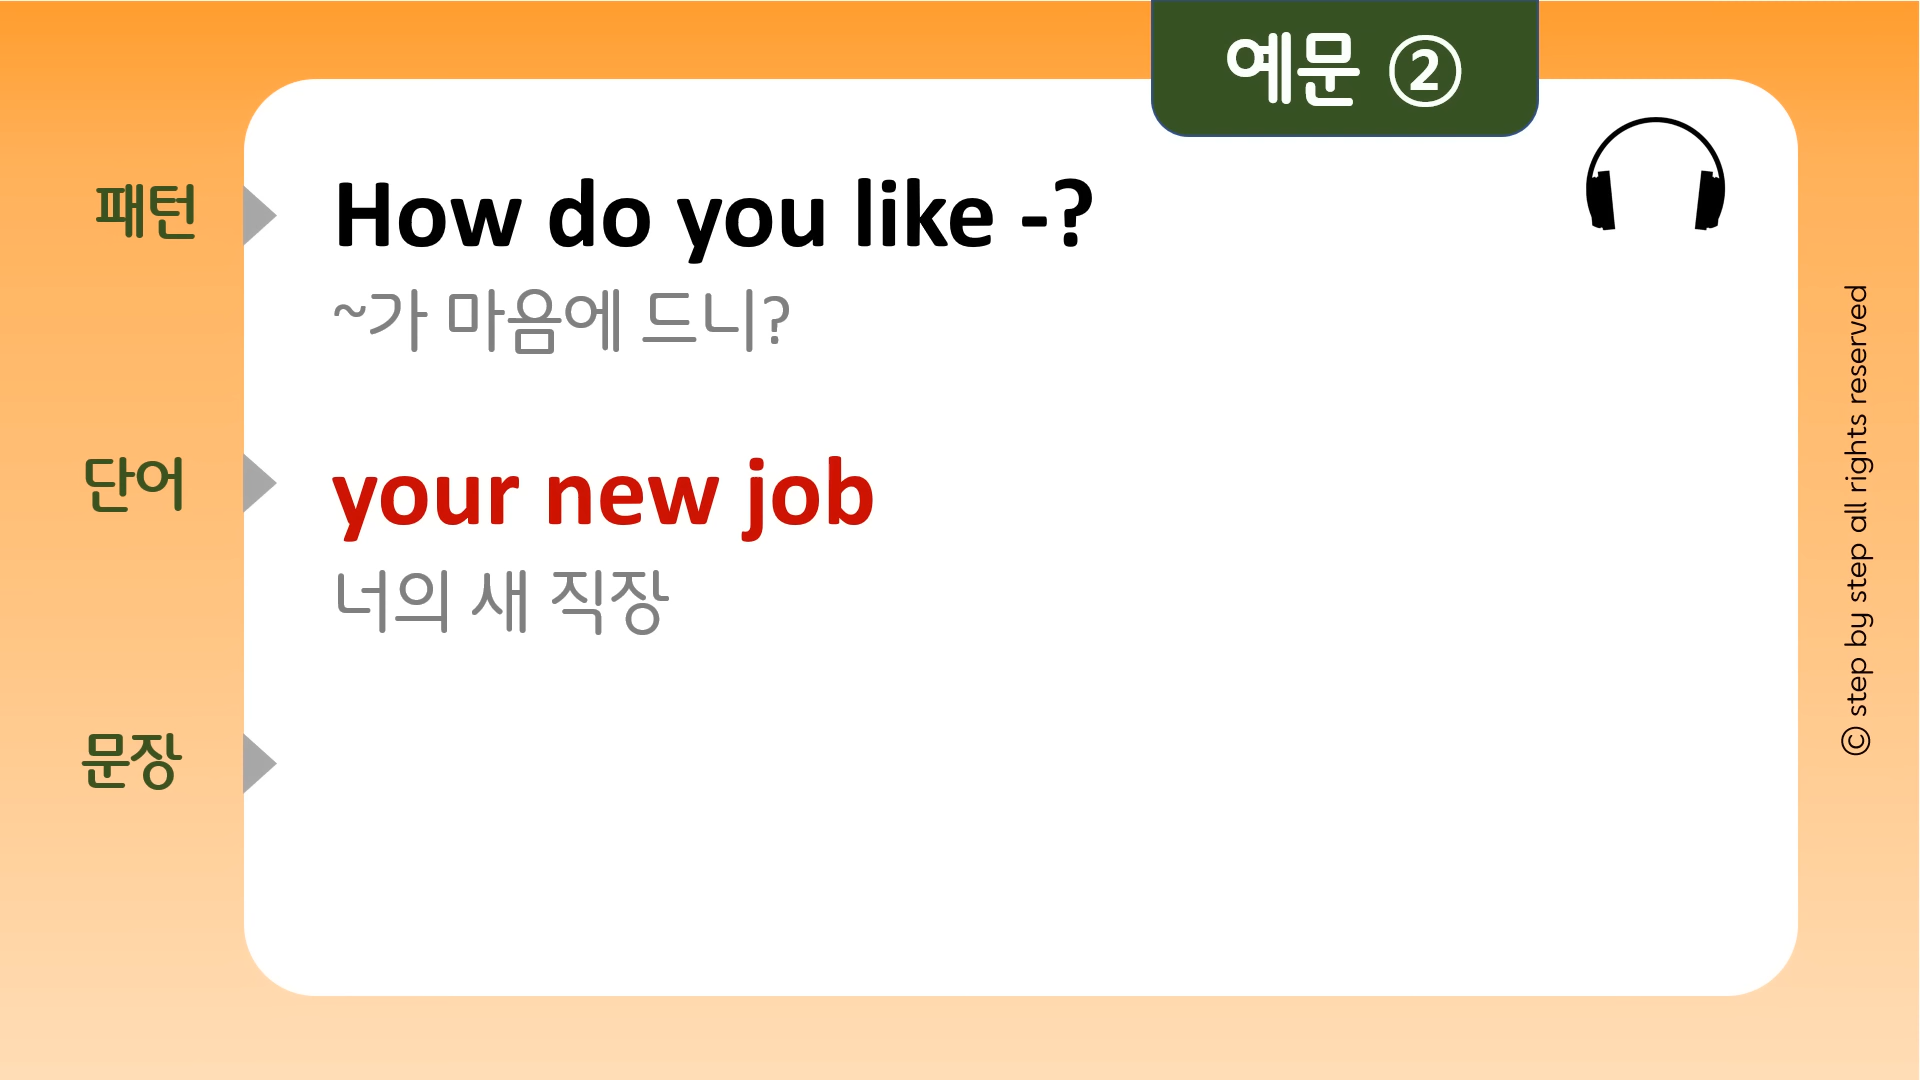 예문 ②
패턴
How do you like -?
~가 마음에 드니?
단어
your new job
너의 새 직장
문장
© step by step all rights reserved